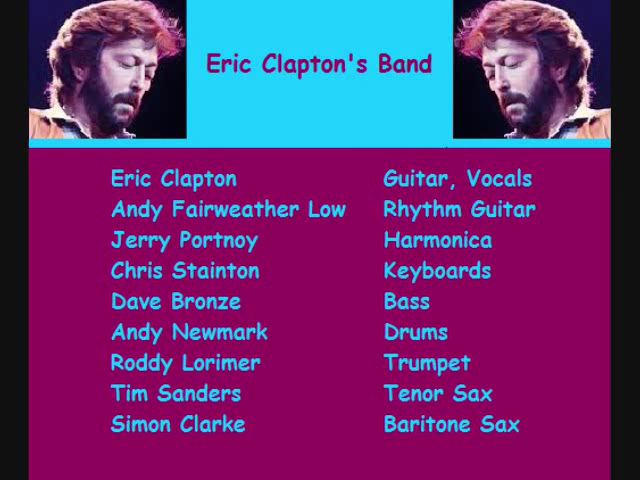 Eric Clapton's Band
Eric Clapton Guitar, Vocals
Andy Fairweather Low Rhythm Guitar
Jerry Portnoy Harmonica
Chris Stainton Keyboards
Dave Bronze Bass
Andy Newmark Drums
Roddy Lorimer Trumpet
Tim Sanders Tenor Sax
Simon Clarke Baritone Sax